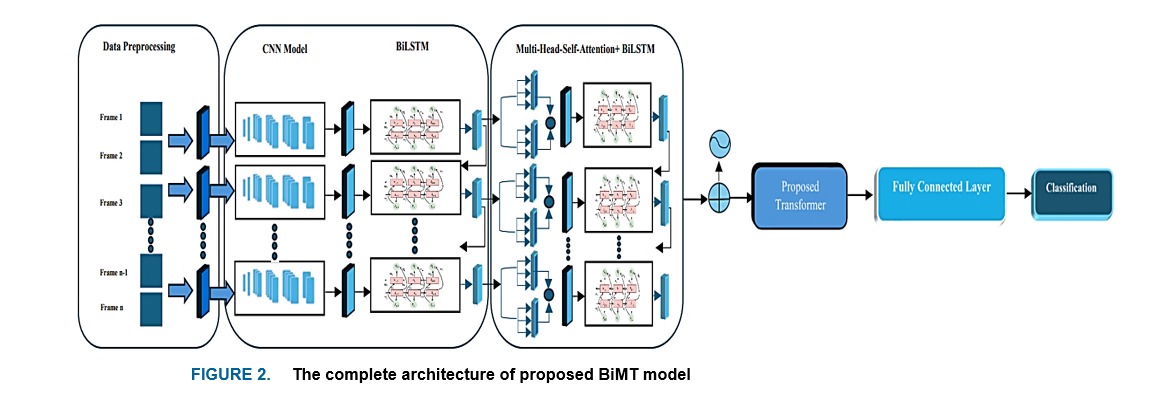 Data Preprocessing
CNN Model
BiLSTM
Multi-Head-Self-Attention+ BiLSTM
Frame 1
Frame 2
Frame 3
Frame n-1
Frame n
Proposed
Transformer
Fully Connected Layer
Classification
FIGURE 2. The complete architecture of proposed BiMT model